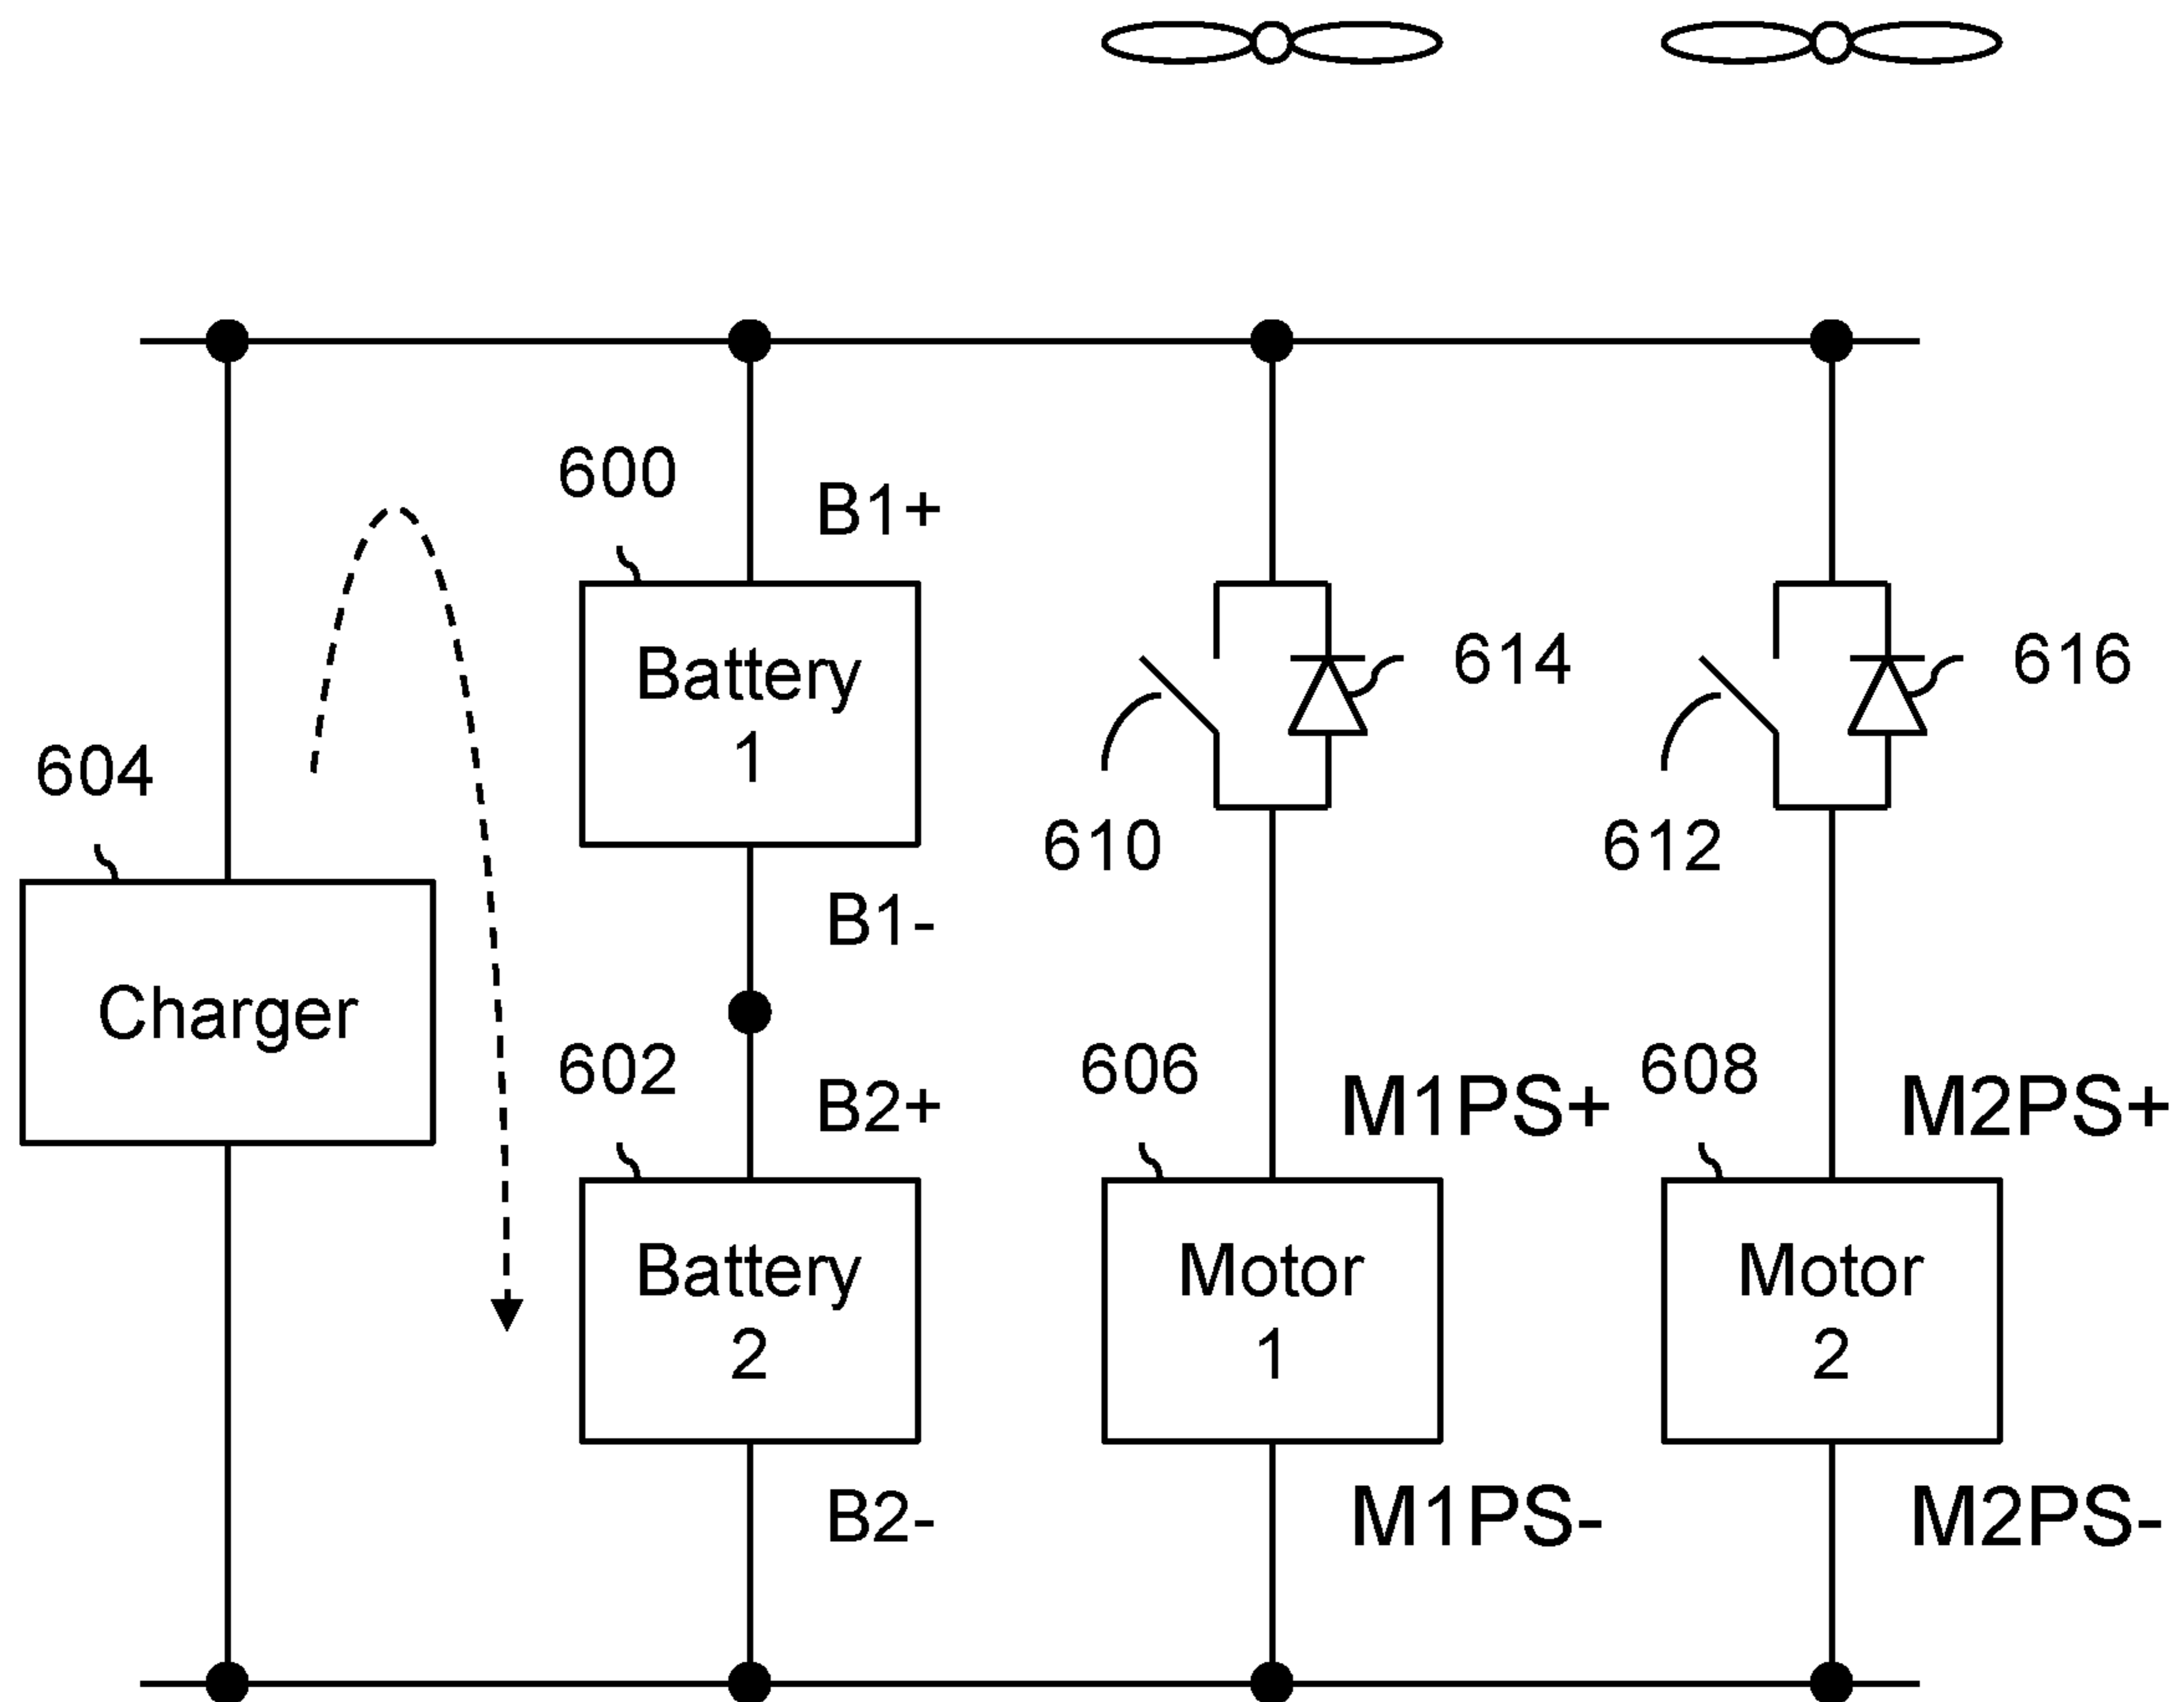 600
B1+
Battery
1
614
616
604
610
612
B1-
Charger
602
B2+
606
M1PS+
608
M2PS+
Battery
2
Motor
1
Motor
2
B2-
M1PS-
M2PS-